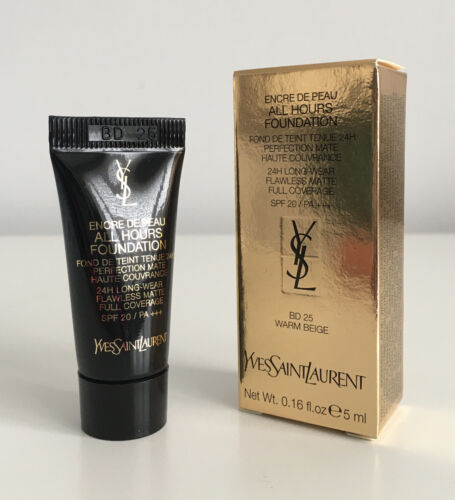 BD 25
YSL
ENCRE DE PEAU
ALL HOURS
FOUNDATION
FOND DE TEINT TENUE 24H
PERFECTION MATE
HAUTE COUVRANCE
24H LONG-WEAR
FLAWLESS MATTE
FULL COVERAGE
SPF 20 / PA +++
YVESSAINTLAURENT
ENCRE DE PEAU
ALL HOURS
FOUNDATION
FOND DE TEINT TENUE 24H
PERFECTION MATE
HAUTE COUVRANCE
24H LONG-WEAR
FLAWLESS MATTE
FULL COVERAGE
SPF 20 / PA +++
YSL
BD 25
WARM BEIGE
YVESSAINTLAURENT
Net Wt. 0.16 fl.oz ℮ 5 ml